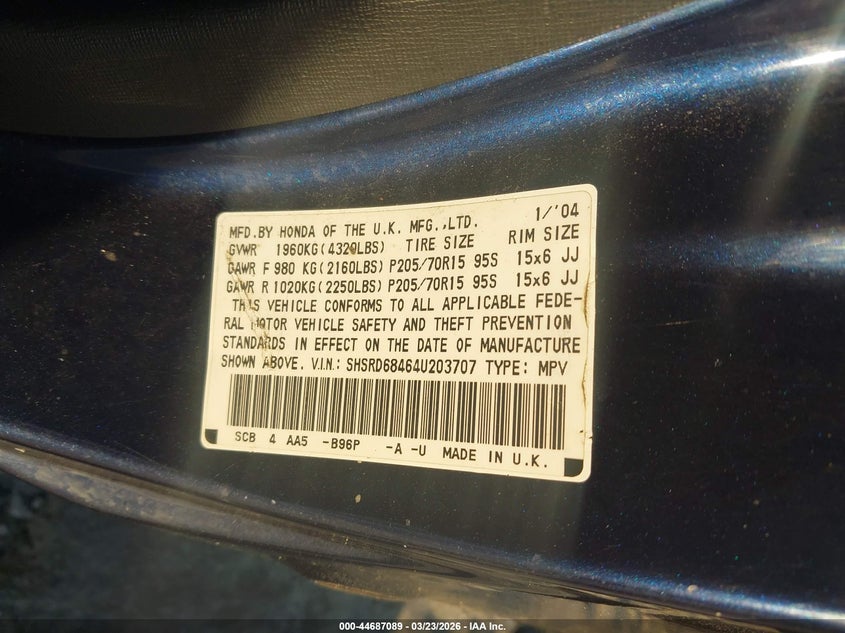 MFD.BY HONDA OF THE U.K. MFG.,LTD. 1/'04
GVWR 1960KG(4320LBS) TIRE SIZE RIM SIZE
GAWR F 980 KG(2160LBS) P205/70R15 95S 15x6 JJ
GAWR R 1020KG(2250LBS) P205/70R15 95S 15x6 JJ
THIS VEHICLE CONFORMS TO ALL APPLICABLE FEDE-
RAL MOTOR VEHICLE SAFETY AND THEFT PREVENTION
STANDARDS IN EFFECT ON THE DATE OF MANUFACTURE
SHOWN ABOVE. V.I.N.: SHSRD68464U203707 TYPE: MPV
SCB 4 AA5 -B96P -A -U MADE IN U.K.
000-44687089 - 03/23/2026 - IAA Inc.